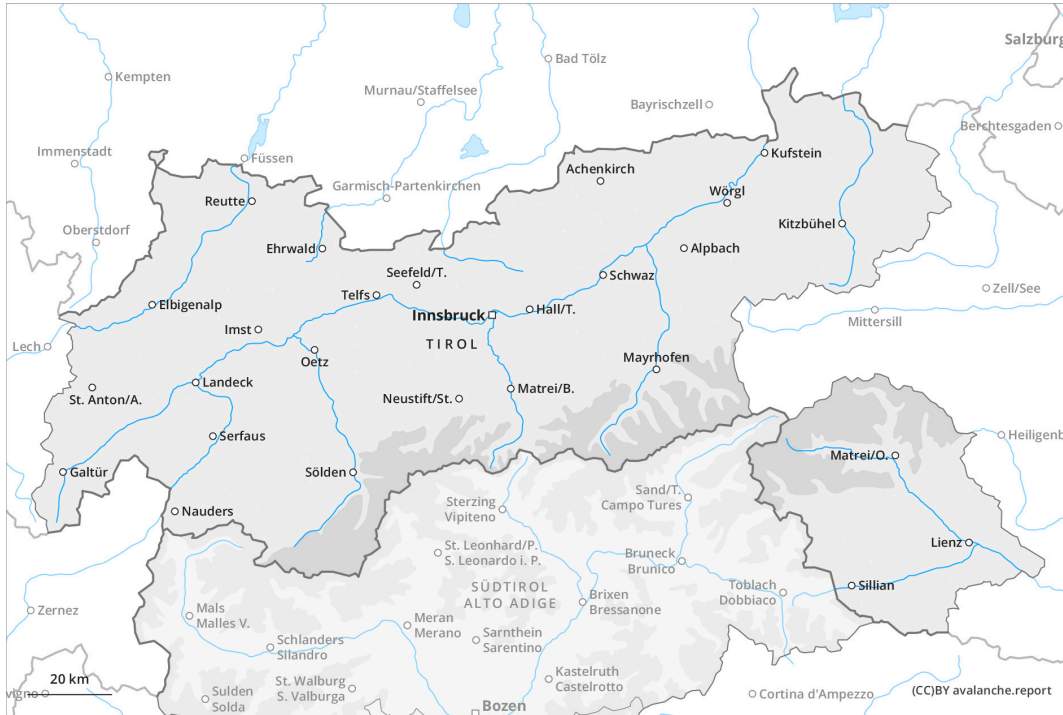 Salzburg
Kempten
Bad Tölz
Murnau/Staffelsee
Bayrischzell
Berchtesgaden
Immenstadt
Füssen
Kufstein
Achenkirch
Garmisch-Partenkirchen
Wörgl
Reutte
Kitzbühel
Oberstdorf
Ehrwald
Alpbach
Seefeld/T.
Schwaz
Zell/See
Telfs
Elbigenalp
Innsbruck
Hall/T.
Mittersill
Imst
TIROL
Lech
Oetz
Mayrhofen
Landeck
St. Anton/A.
Neustift/St.
Matrei/B.
Serfaus
Heiligenb
Matrei/O.
Galtür
Sölden
Sterzing
Vipiteno
Sand/T.
Campo Tures
Nauders
Lienz
St. Leonhard/P.
S. Leonardo i. P.
Bruneck
Brunico
SÜDTIROL
ALTO ADIGE
Toblach
Dobbiaco
Sillian
Brixen
Bressanone
Zernez
Mals
Malles V.
Meran
Merano
Sarnthein
Sarentino
Schlanders
Silandro
20 km
St. Walburg
S. Valburga
Kastelruth
Castelrotto
vigno
Sulden
Solda
Cortina d'Ampezzo
(CC)BY avalanche.report
Bozen